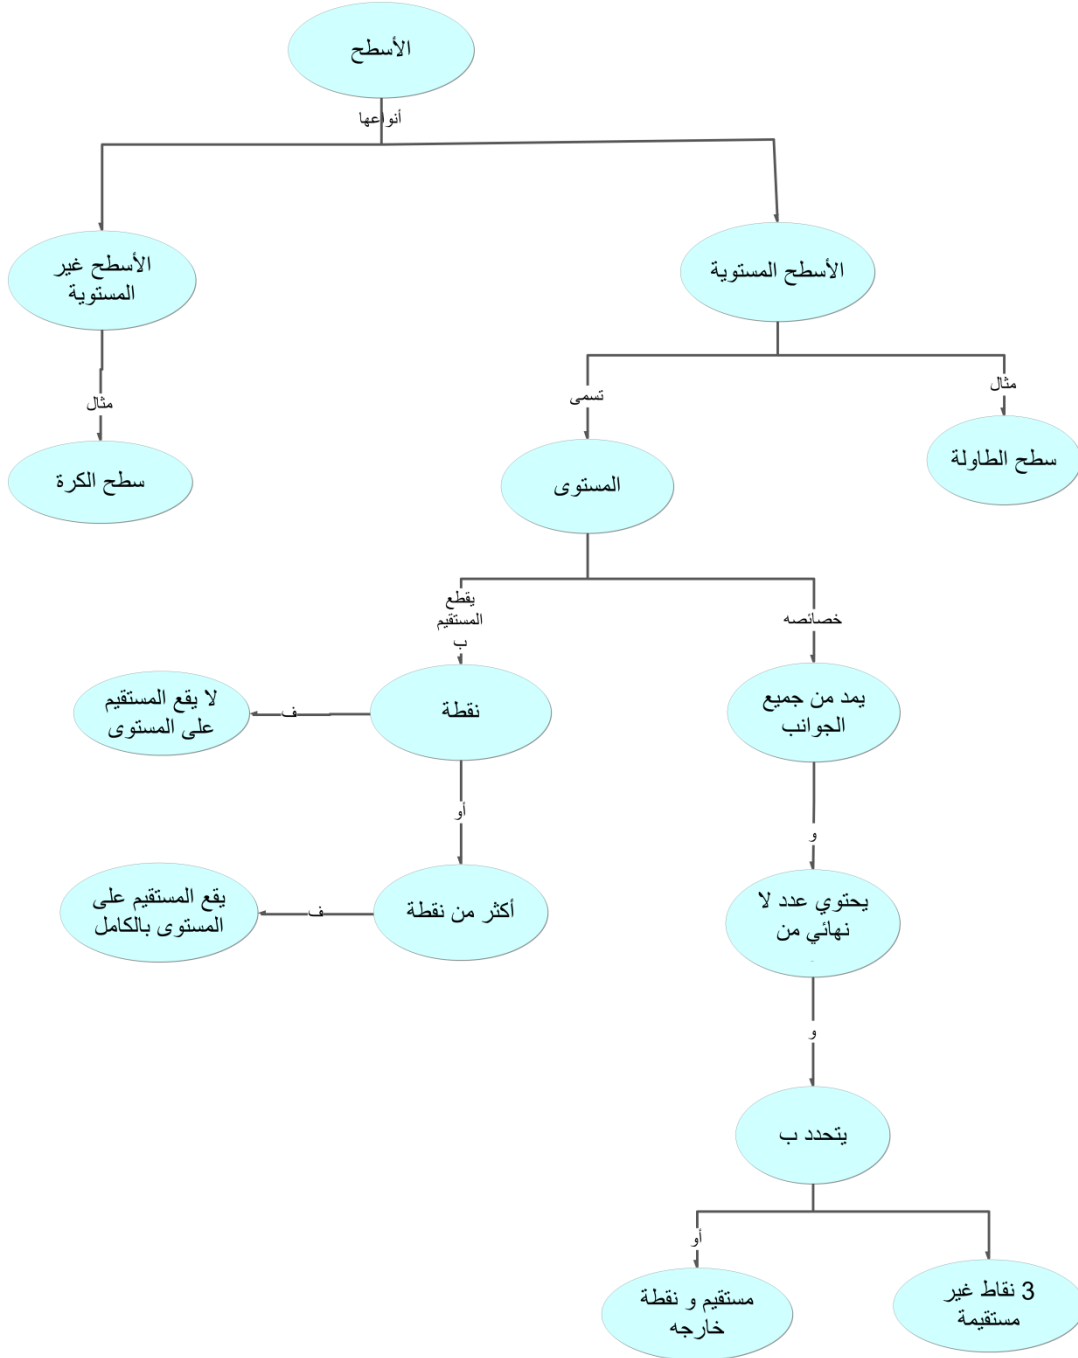 الأسطح
أنواعها
الأسطح المستوية
الأسطح غير
المستوية
مثال
تسمى
مثال
سطح الطاولة
المستوى
سطح الكرة
خصائصه
يقطع
المستقيم
ب
يمد من جميع
الجوانب
نقطة
ف
لا يقع المستقيم
على المستوى
و
أو
يحتوي عدد لا
نهائي من
أكثر من نقطة
ف
يقع المستقيم على
المستوى بالكامل
و
يتحدد ب
أو
3 نقاط غير
مستقيمة
مستقيم و نقطة
خارجه